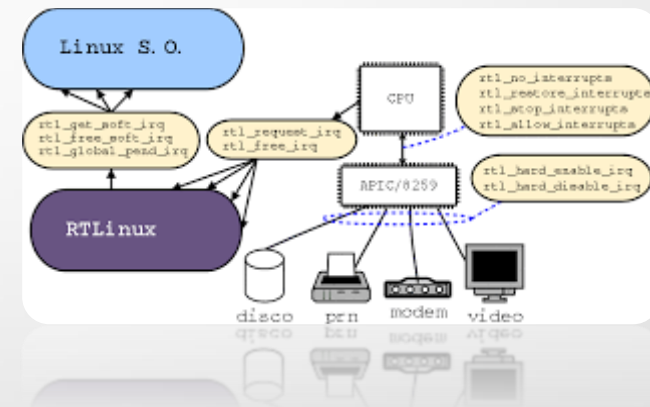 Linux S.O.
CPU
rtl_no_interrupts
rtl_restore_interrupts
rtl_stop_interrupts
rtl_allow_interrupts
rtl_get_soft_irq
rtl_free_soft_irq
rtl_global_pend_irq
rtl_request_irq
rtl_free_irq
APIC/8259
rtl_hard_enable_irq
rtl_hard_disable_irq
RTLinux
disco
prn
modem
video